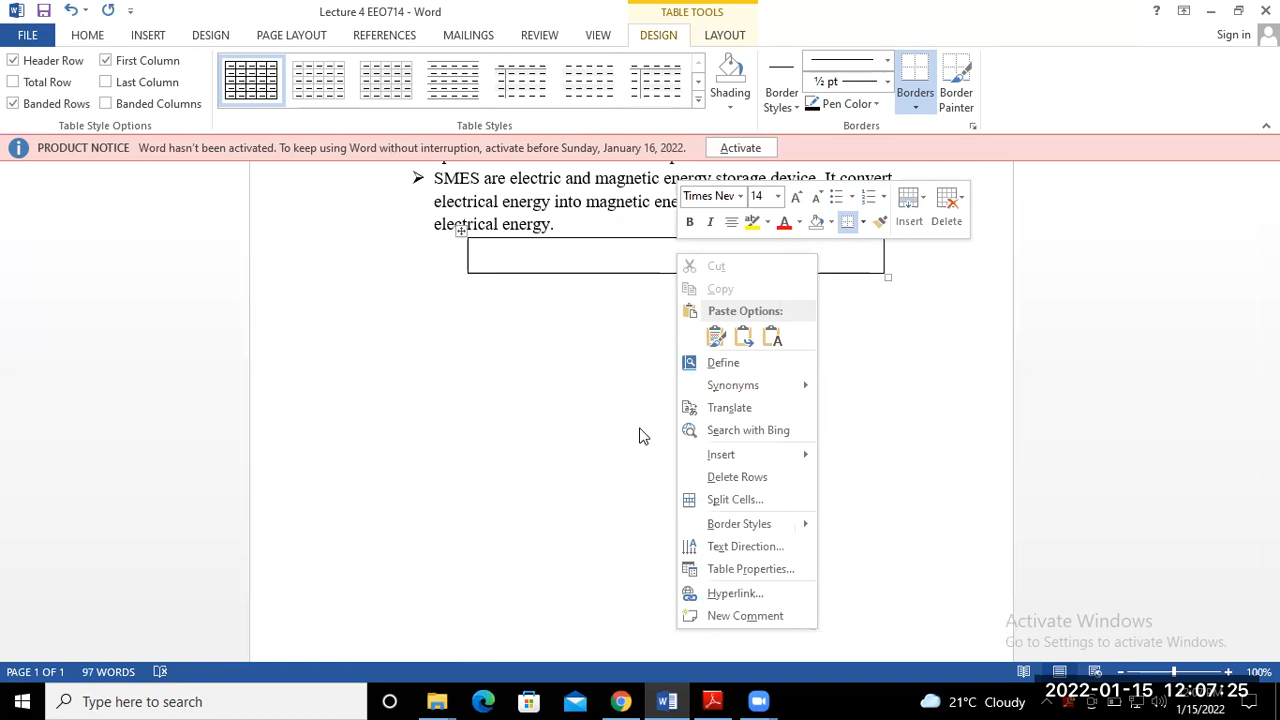 Lecture 4 EEO714 - Word
TABLE TOOLS
FILE HOME INSERT DESIGN PAGE LAYOUT REFERENCES MAILINGS REVIEW VIEW DESIGN LAYOUT Sign in
Header Row First Column
Total Row Last Column
Banded Rows Banded Columns
Table Style Options
Table Styles
Shading
Border Styles
½ pt
Pen Color
Borders
Border Painter
Borders
PRODUCT NOTICE Word hasn't been activated. To keep using Word without interruption, activate before Sunday, January 16, 2022. Activate
SMES are electric and magnetic energy storage device. It convert
electrical energy into magnetic
electrical energy.
Times Nev 14
B I A
Insert Delete
Cut
Copy
Paste Options:
Define
Synonyms
Translate
Search with Bing
Insert
Delete Rows
Split Cells...
Border Styles
Text Direction...
Table Properties...
Hyperlink...
New Comment
Activate Windows
Go to Settings to activate Windows.
PAGE 1 OF 1 97 WORDS 100%
Type here to search
21°C Cloudy
2022-01-15 12:07:25
1/15/2022